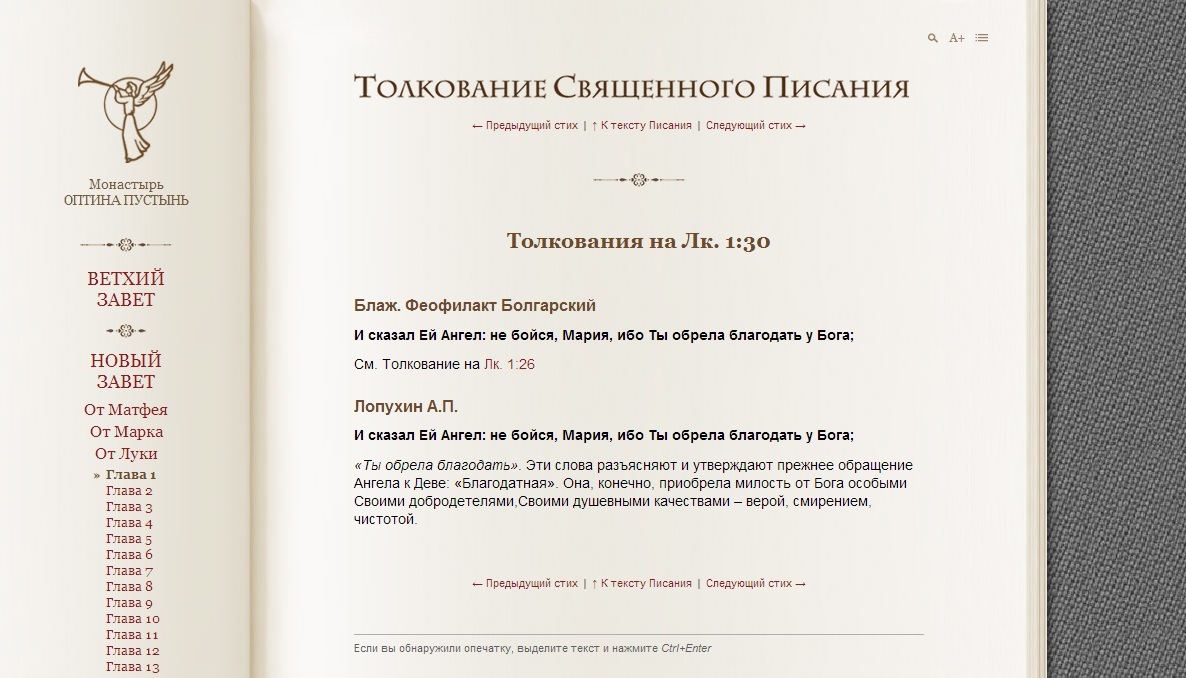 Монастырь
ОПТИНА ПУСТЫНЬ
ВЕТХИЙ
ЗАВЕТ
НОВЫЙ
ЗАВЕТ
От Матфея
От Марка
От Луки
» Глава 1
Глава 2
Глава 3
Глава 4
Глава 5
Глава 6
Глава 7
Глава 8
Глава 9
Глава 10
Глава 11
Глава 12
Глава 13
A+
Толкование Священного Писания
← Предыдущий стих | ↑ К тексту Писания | Следующий стих →
Толкования на Лк. 1:30
Блаж. Феофилакт Болгарский
И сказал Ей Ангел: не бойся, Мария, ибо Ты обрела благодать у Бога;
См. Толкование на Лк. 1:26
Лопухин А.П.
И сказал Ей Ангел: не бойся, Мария, ибо Ты обрела благодать у Бога;
«Ты обрела благодать». Эти слова разъясняют и утверждают прежнее обращение
Ангела к Деве: «Благодатная». Она, конечно, приобрела милость от Бога особыми
Своими добродетелями,Своими душевными качествами – верой, смирением,
чистотой.
← Предыдущий стих | ↑ К тексту Писания | Следующий стих →
Если вы обнаружили опечатку, выделите текст и нажмите Ctrl+Enter